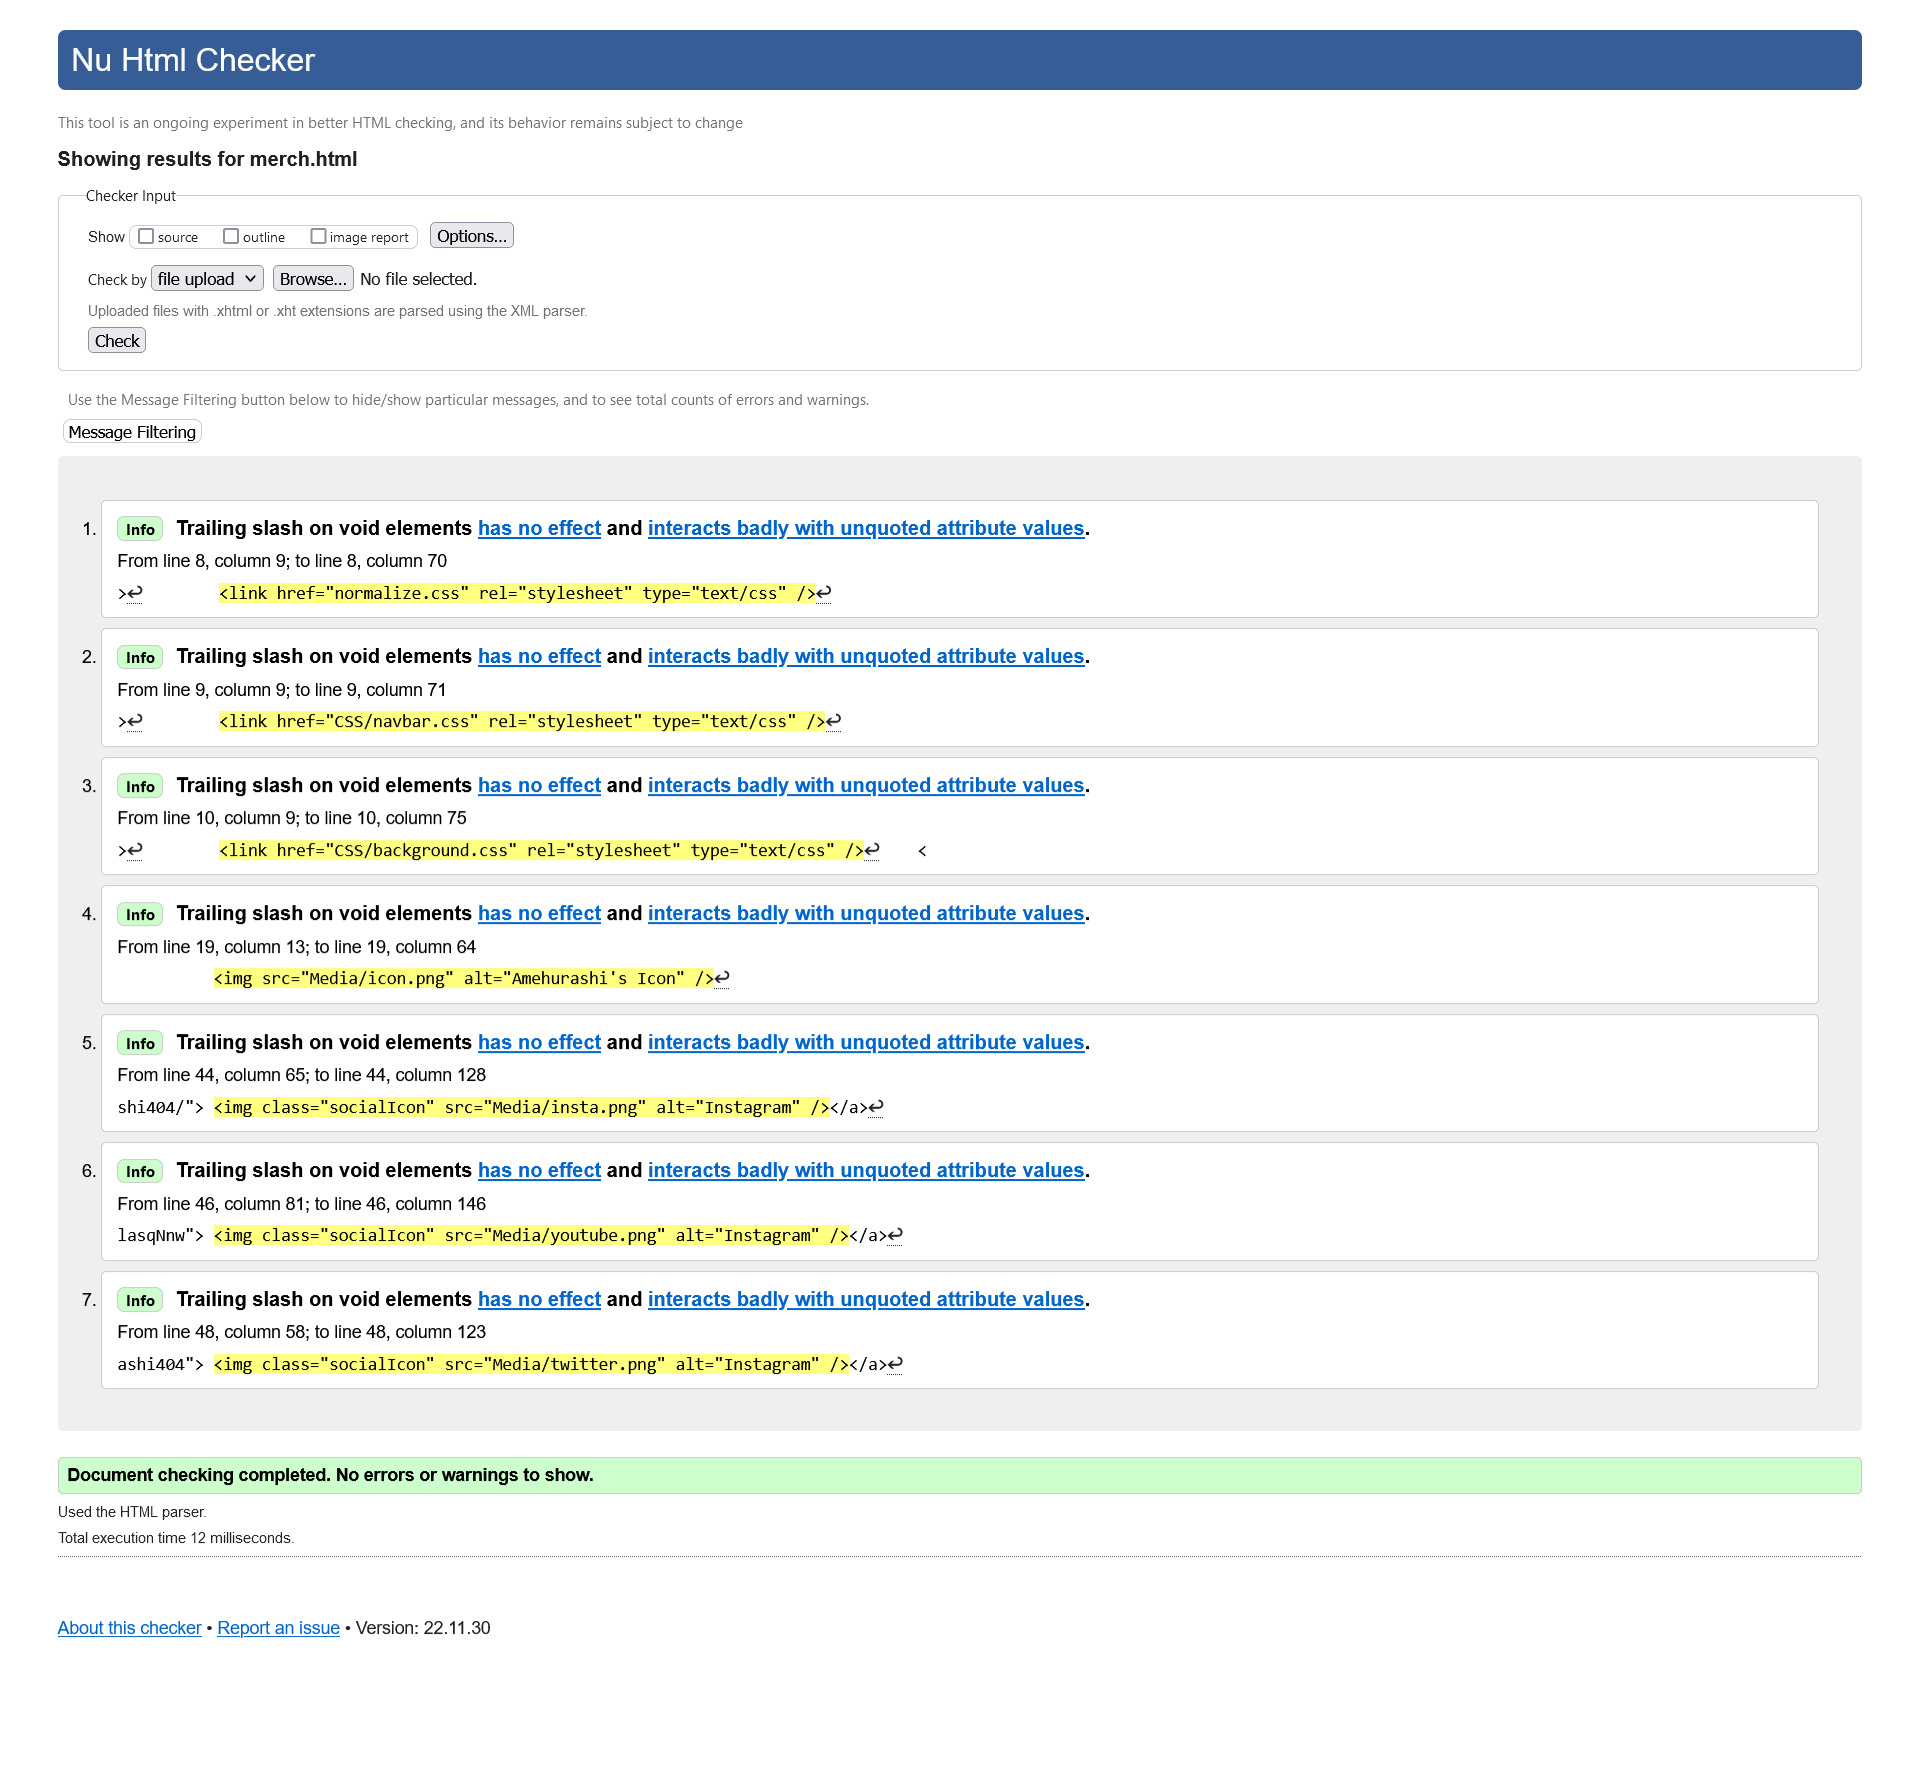 Nu Html Checker
This tool is an ongoing experiment in better HTML checking, and its behavior remains subject to change
Showing results for merch.html
Checker Input
Show source outline image report Options...
Check by file upload Browse... No file selected.
Uploaded files with .xhtml or .xht extensions are parsed using the XML parser.
Check
Use the Message Filtering button below to hide/show particular messages, and to see total counts of errors and warnings.
Message Filtering
1. Info Trailing slash on void elements has no effect and interacts badly with unquoted attribute values.
From line 8, column 9; to line 8, column 70
>↩ <link href="normalize.css" rel="stylesheet" type="text/css" />↩
2. Info Trailing slash on void elements has no effect and interacts badly with unquoted attribute values.
From line 9, column 9; to line 9, column 71
>↩ <link href="CSS/navbar.css" rel="stylesheet" type="text/css" />↩
3. Info Trailing slash on void elements has no effect and interacts badly with unquoted attribute values.
From line 10, column 9; to line 10, column 75
>↩ <link href="CSS/background.css" rel="stylesheet" type="text/css" />↩ <
4. Info Trailing slash on void elements has no effect and interacts badly with unquoted attribute values.
From line 19, column 13; to line 19, column 64
<img src="Media/icon.png" alt="Amehurashi's Icon" />↩
5. Info Trailing slash on void elements has no effect and interacts badly with unquoted attribute values.
From line 44, column 65; to line 44, column 128
shi404/"> <img class="socialIcon" src="Media/insta.png" alt="Instagram" /></a>↩
6. Info Trailing slash on void elements has no effect and interacts badly with unquoted attribute values.
From line 46, column 81; to line 46, column 146
lasqNnw"> <img class="socialIcon" src="Media/youtube.png" alt="Instagram" /></a>↩
7. Info Trailing slash on void elements has no effect and interacts badly with unquoted attribute values.
From line 48, column 58; to line 48, column 123
ashi404"> <img class="socialIcon" src="Media/twitter.png" alt="Instagram" /></a>↩
Document checking completed. No errors or warnings to show.
Used the HTML parser.
Total execution time 12 milliseconds.
About this checker • Report an issue • Version: 22.11.30